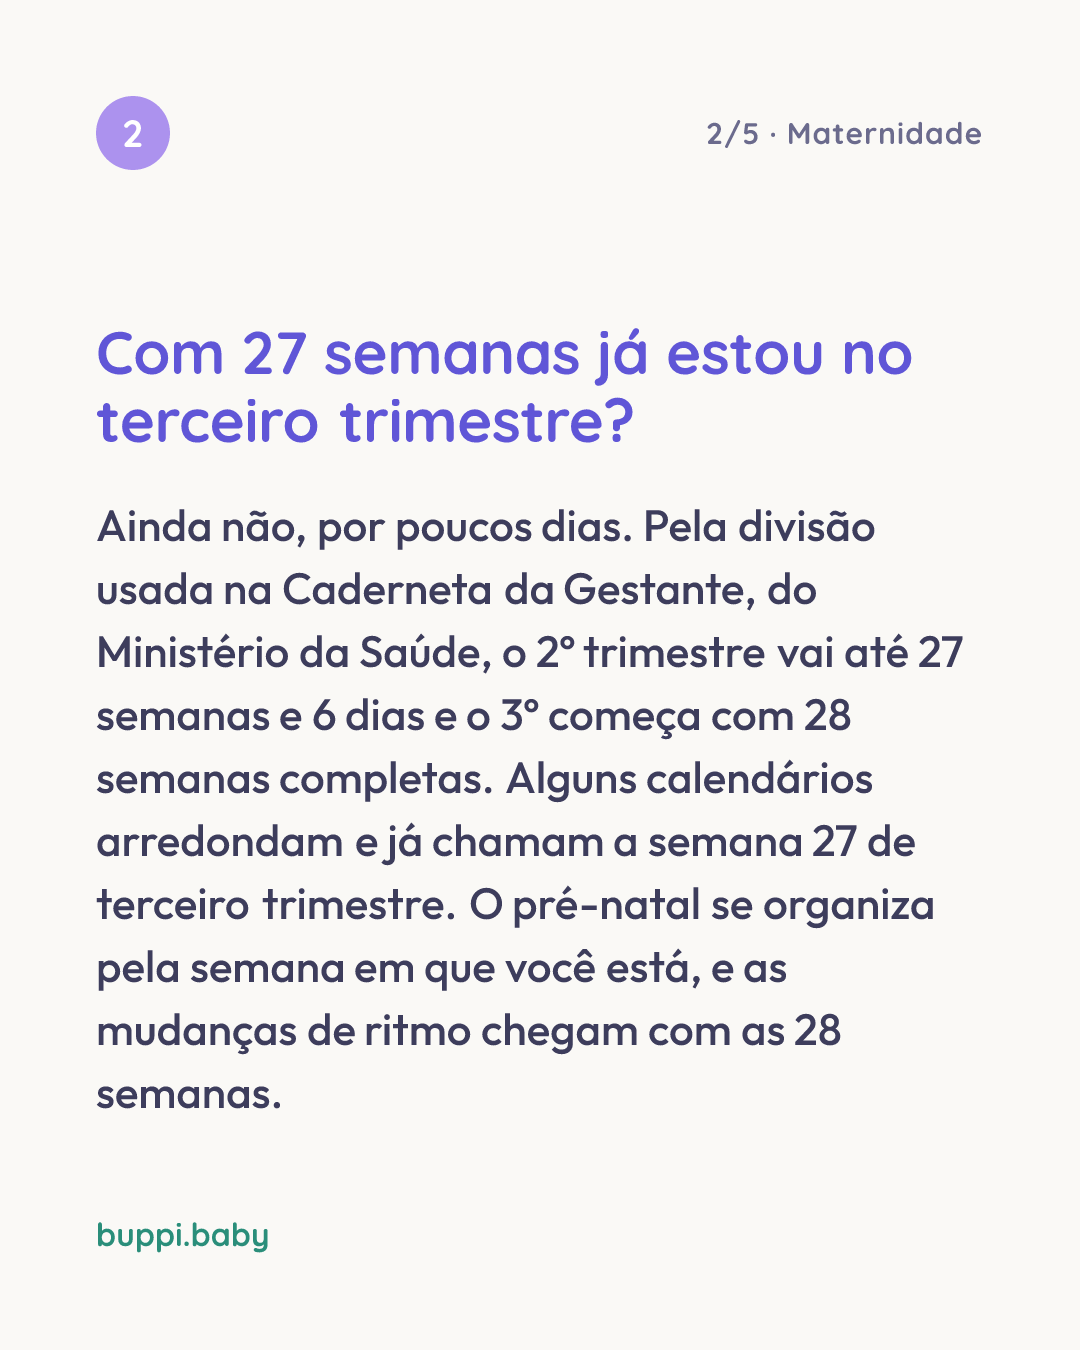 2
2/5 · Maternidade
Com 27 semanas já estou no
terceiro trimestre?
Ainda não, por poucos dias. Pela divisão
usada na Caderneta da Gestante, do
Ministério da Saúde, o 2º trimestre vai até 27
semanas e 6 dias e o 3º começa com 28
semanas completas. Alguns calendários
arredondam e já chamam a semana 27 de
terceiro trimestre. O pré-natal se organiza
pela semana em que você está, e as
mudanças de ritmo chegam com as 28
semanas.
buppi.baby